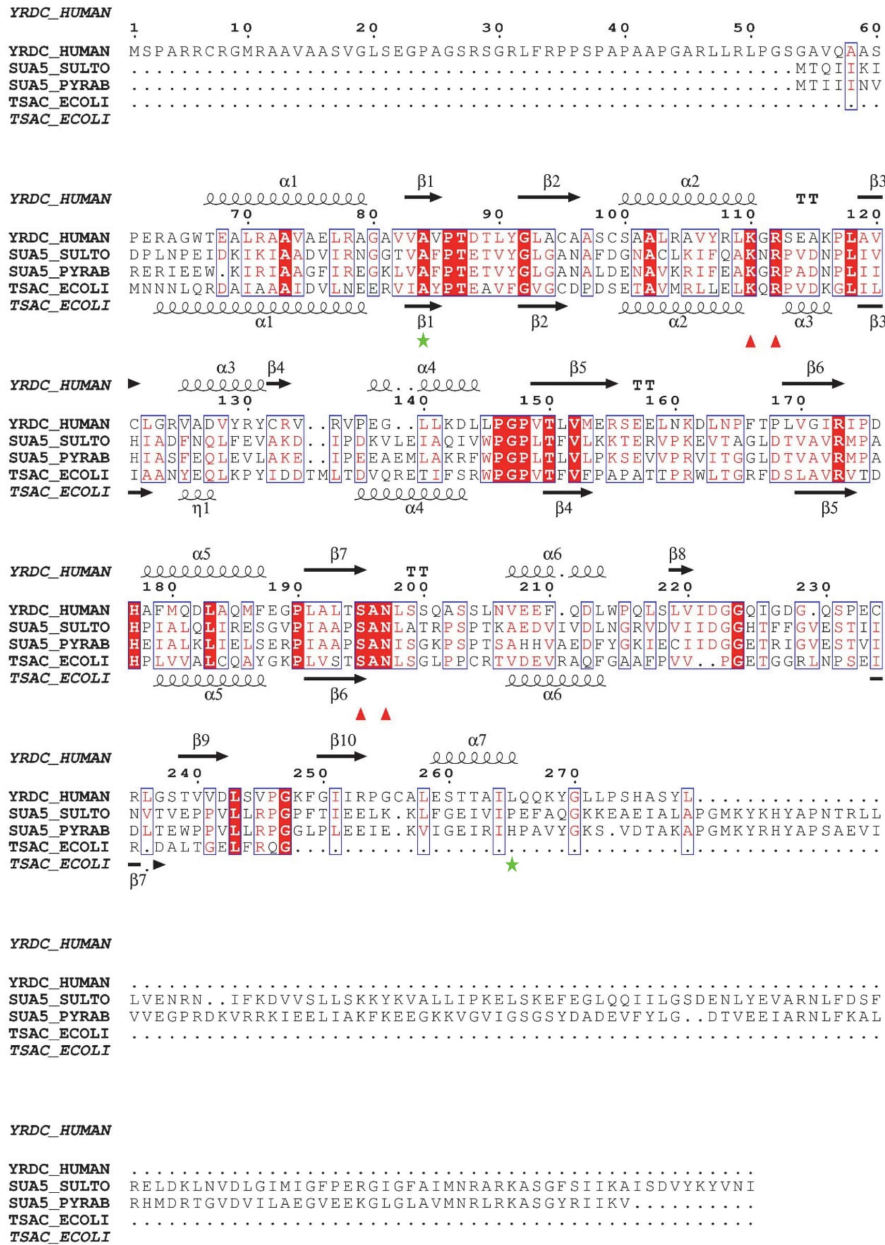 YRDC_HUMAN
1 10 20 30 40 50 60
YRDC_HUMAN MSPARRCRGMRAAVAASVGLSEGPAGSRSGRLFRPPSPAPAAPGARLLRLPGSGAVQAAS
SUA5_SULTO .....................................................MTQIIKI
SUA5_PYRAB .....................................................MTIIINV
TSAC_ECOLI ............................................................
TSAC_ECOLI
α1 β1 β2 α2 TT β3
YRDC_HUMAN
70 80 90 100 110 120
YRDC_HUMAN PERAGWTEALRAAVAELRAGAVVAVPTDTLYGLACAASCSAALRAVYRLKGRSEAKPLAV
SUA5_SULTO DPLNPEIDKIKIAADVIRNGGTVAFPTETVYGLGANAFDGNACLKIFQAKNRPVDNPLIV
SUA5_PYRAB RERIEEW.KIRIAAGFIREGKLVAFPTETVYGLGANALDENAVKRIFEAKGRPADNPLII
TSAC_ECOLI MNNNLQRDAIAAAIDVLNEERVIAYPTEAVFGVGCDPDSETAVMRLLELKQRPVDKGLIL
TSAC_ECOLI
α1 β1 β2 α2 α3 β3
α3 β4 α4 β5 TT β6
YRDC_HUMAN
130 140 150 160 170
YRDC_HUMAN CLGRVADVYRYCRV..RVPEG..LLKDLLPGPVTLVMERSEELNKDLNPFTPLVGIRIPD
SUA5_SULTO HIADFNQLFEVAKD..IPDKVLEIAQIVWPGPLTFVLKKTERVPKEVTAGLDTVAVRMPA
SUA5_PYRAB HIASFEQLEVLAKE.IPEEAEMLAKRFWPGPLTLVLPKSEVVPRVITGGLDTVAVRMPA
TSAC_ECOLI IAANYEQLKPYIDDTMLTDVQRETIFSRWPGPVTFVFPAPATTPRWLTGRFDSLAVRVTD
TSAC_ECOLI
η1 α4 β4 β5
α5 β7 TT α6 β8
YRDC_HUMAN
180 190 200 210 220 230
YRDC_HUMAN HAFMQDLAQMFEGPLALTSANLSSQASSLNVEEF.QDLWPQLSLVIDGGQIGDG.QSPEC
SUA5_SULTO HPIALQLIRESGVPIAAPSANLATRPSPTKAEDVIVDLNGRVDVIIDGGHTFFGVESTII
SUA5_PYRAB HEIALKLIELSERPIAAPSANISGKPSPTSAHHVAEDFYGKIECIIDGGETRIGVESTVI
TSAC_ECOLI HPLVVALCQAYGKPLVSTSANLSGLPPCRTVDEVRAQFGAAFPVV..PGETGGRLNPSEI
TSAC_ECOLI
α5 β6 α6
β9 β10 α7
YRDC_HUMAN
240 250 260 270
YRDC_HUMAN RLGSTVVDLSVPGKFGIIRPGCALESTTAILQQKYGLLPSHASYL...............
SUA5_SULTO NVTVEPPVLLRPGPFTIEELKK.LFGEIVIPEFAQGKKEAEIALAPGMKYKHYAPNTRLL
SUA5_PYRAB DLTEWPPVLLRPGGLPLEEIEK.VIGEIRIHPAVYGKS.VDTAKAPGMKYRHYAPSAEVI
TSAC_ECOLI R.DALTGELFRQG...............................................
TSAC_ECOLI
β7
YRDC_HUMAN
YRDC_HUMAN ............................................................
SUA5_SULTO LVENRN..IFKDVVSLLSKKYKVALLIPKELSKEFEGLQQIILGSDENLYEVARNLFDSF
SUA5_PYRAB VVEGPRDKVRRKIEELIAKFKEEGKKVGVIGSGSYDADEVFYLG..DTVEEIARNLFKAL
TSAC_ECOLI ............................................................
TSAC_ECOLI
YRDC_HUMAN
YRDC_HUMAN ..................................................
SUA5_SULTO RELDKLNVDLGIMIGFPERGIGFAIMNRARKASGFSIIKAISDVYKYVNI
SUA5_PYRAB RHMDRTGVDVILAEGVEEKGLGLAVMNRLRKASGYRIIKV..........
TSAC_ECOLI ..................................................
TSAC_ECOLI